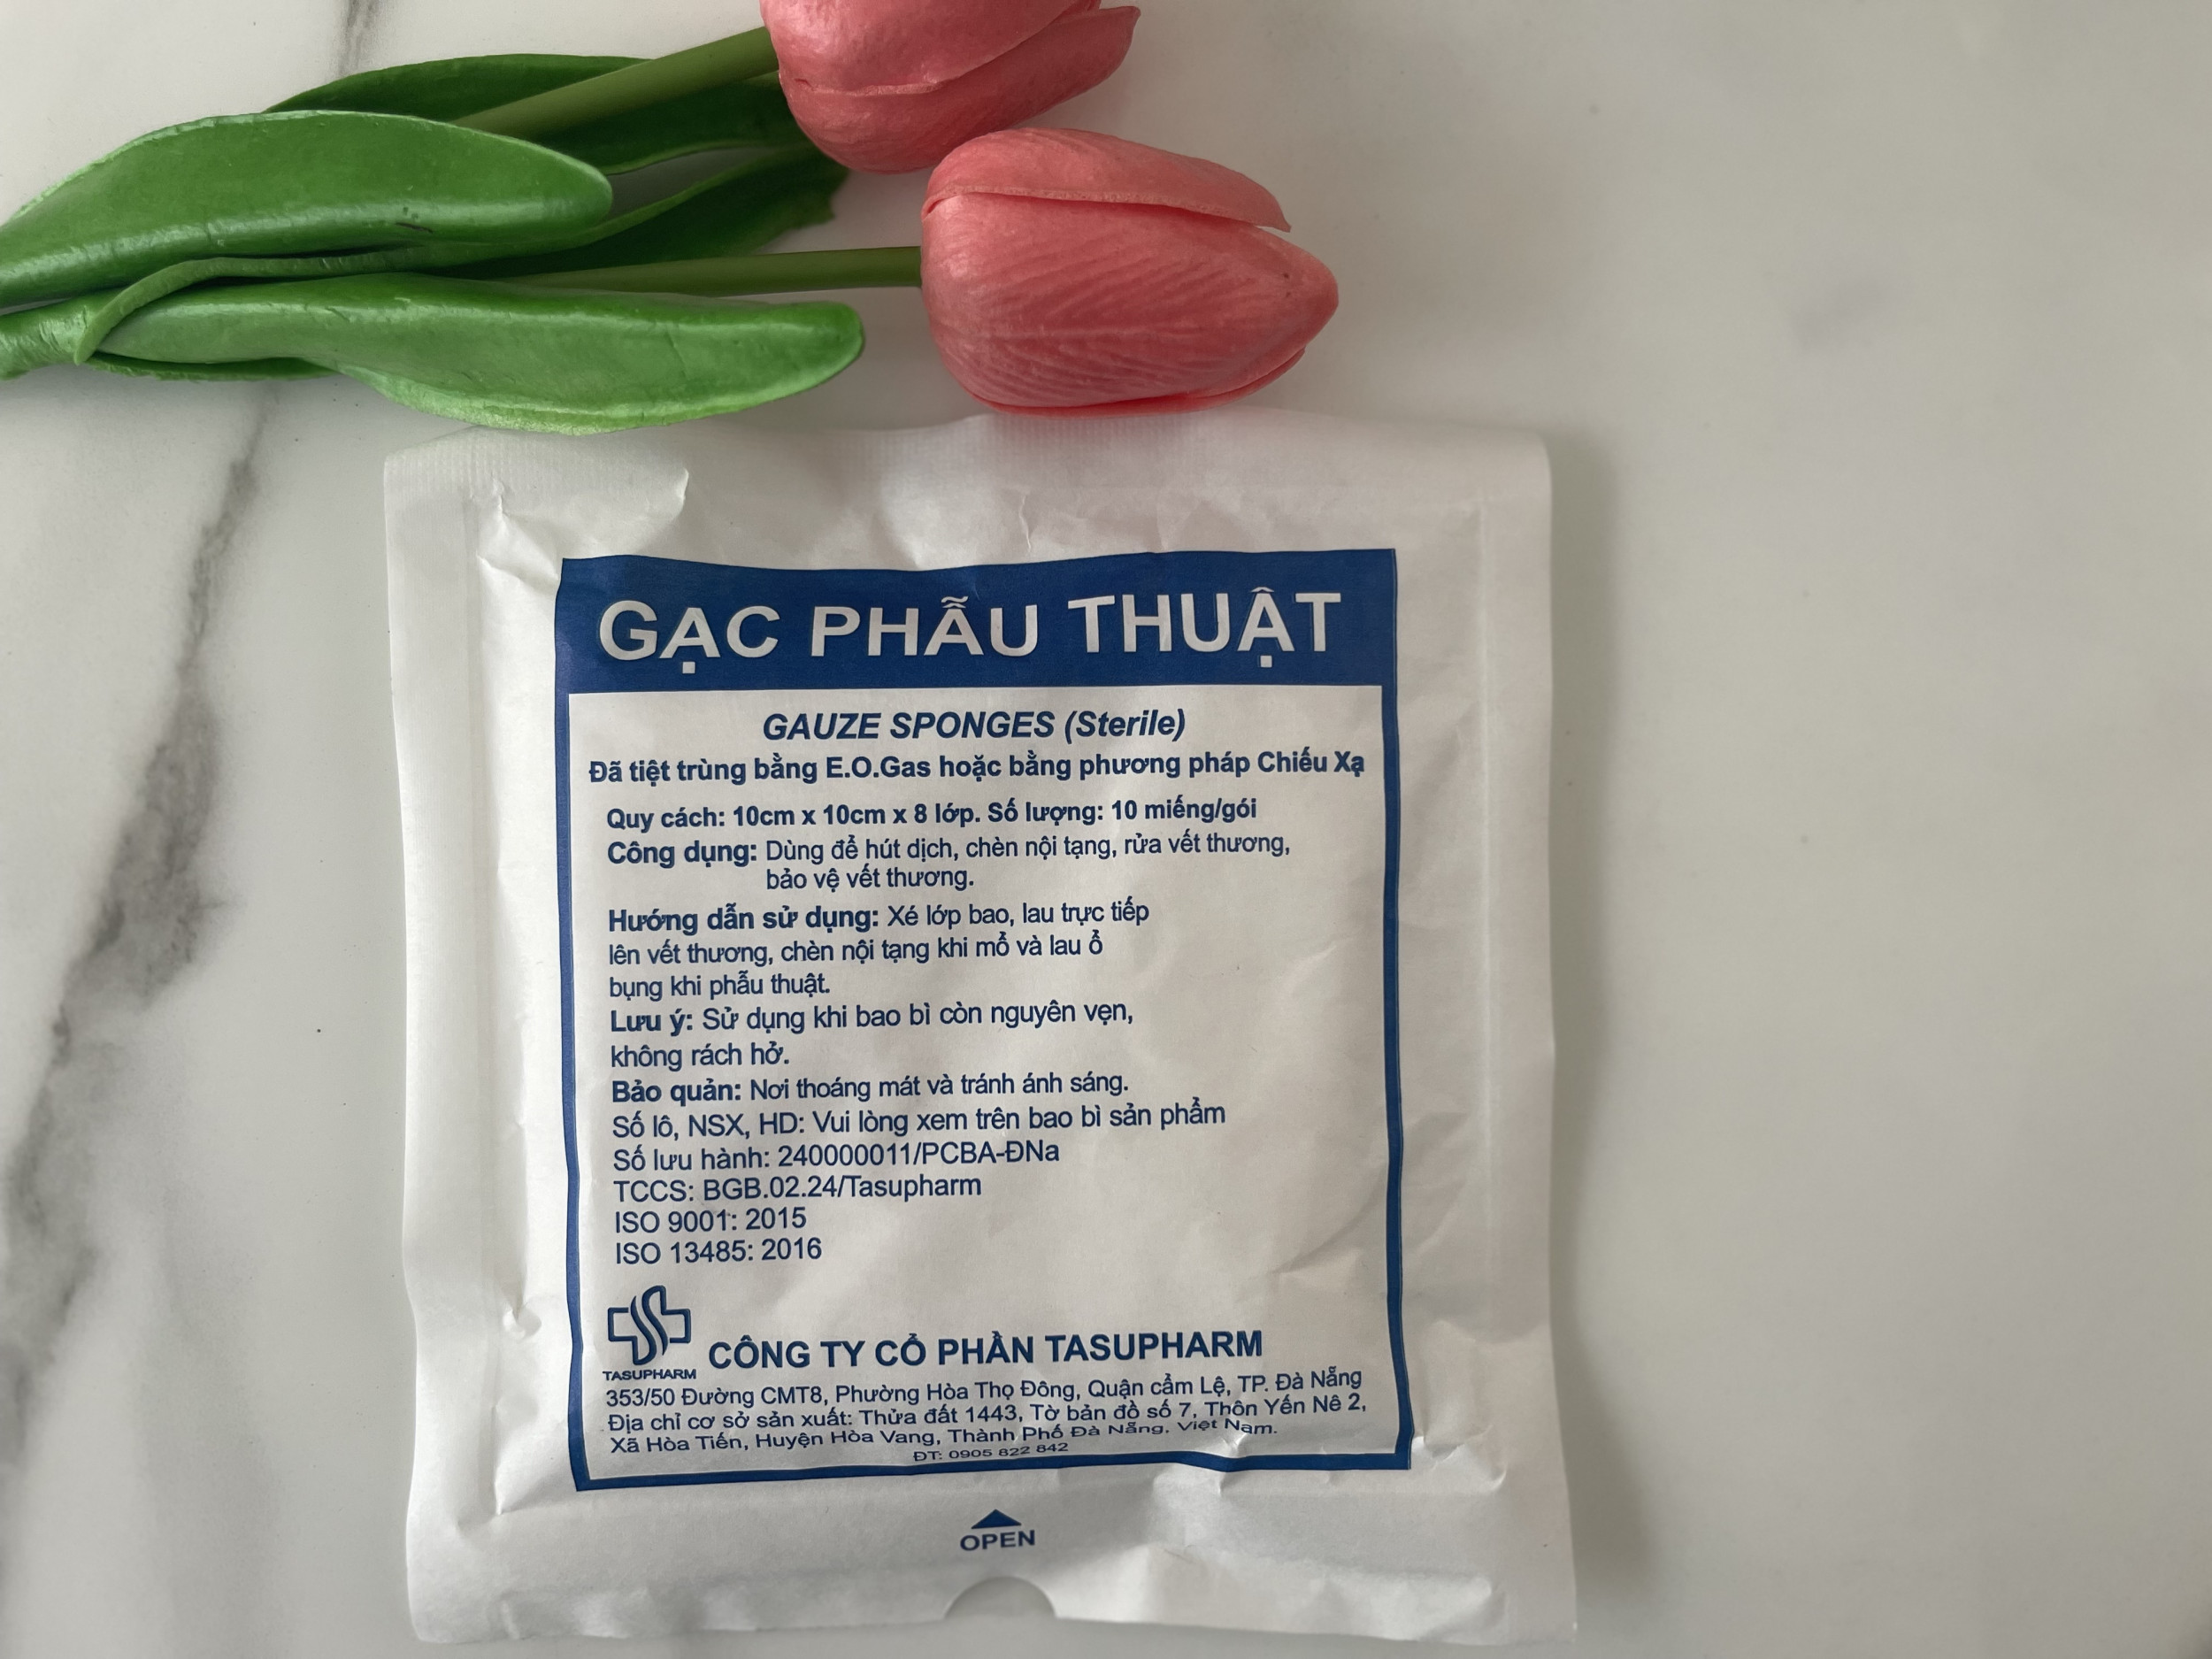 GẠC PHẪU THUẬT
GAUZE SPONGES (Sterile)
Đã tiệt trùng bằng E.O.Gas hoặc bằng phương pháp Chiếu Xạ
Quy cách: 10cm x 10cm x 8 lớp. Số lượng: 10 miếng/gói
Công dụng: Dùng để hút dịch, chèn nội tạng, rửa vết thương,
bảo vệ vết thương.
Hướng dẫn sử dụng: Xé lớp bao, lau trực tiếp
lên vết thương, chèn nội tạng khi mổ và lau ổ
bụng khi phẫu thuật.
Lưu ý: Sử dụng khi bao bì còn nguyên vẹn,
không rách hở.
Bảo quản: Nơi thoáng mát và tránh ánh sáng.
Số lô, NSX, HD: Vui lòng xem trên bao bì sản phẩm
Số lưu hành: 240000011/PCBA-ĐNa
TCCS: BGB.02.24/Tasupharm
ISO 9001: 2015
ISO 13485: 2016
TASUPHARM
CÔNG TY CỔ PHẦN TASUPHARM
353/50 Đường CMT8, Phường Hòa Thọ Đông, Quận cẩm Lệ, TP. Đà Nẵng
Địa chỉ cơ sở sản xuất: Thửa đất 1443, Tờ bản đồ số 7, Thôn Yến Nê 2,
Xã Hòa Tiến, Huyện Hòa Vang, Thành Phố Đà Nẵng, Việt Nam.
ĐT: 0905 822 842
OPEN